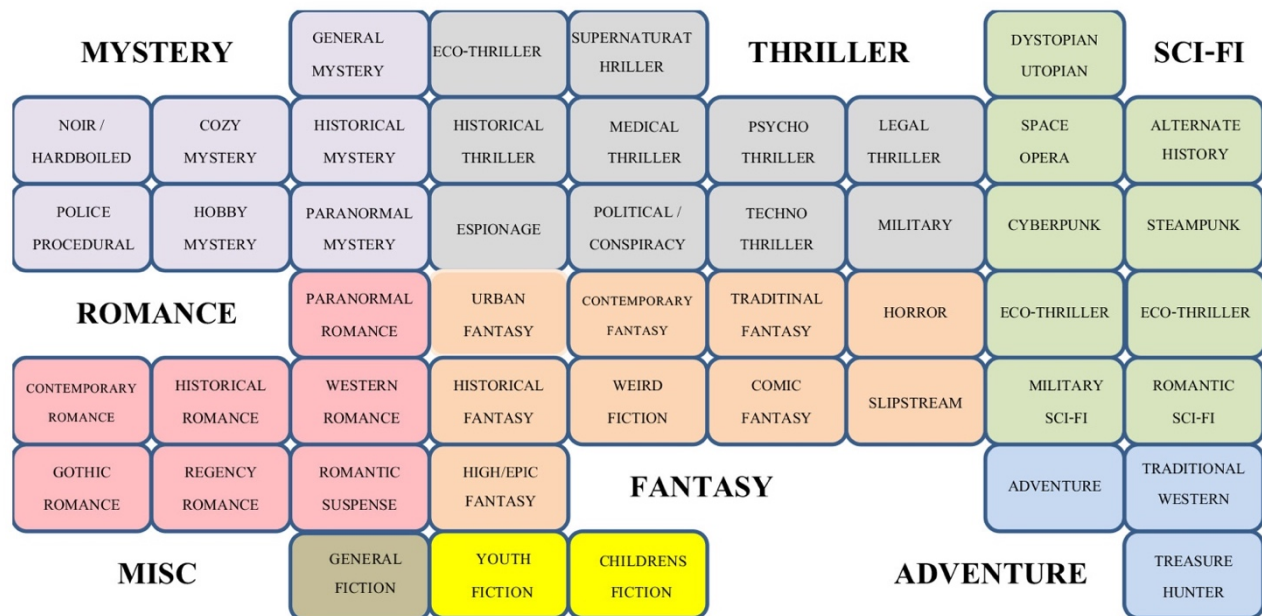 MYSTERY
GENERAL
MYSTERY
ECO-THRILLER
SUPERNATURAT
HRILLER
THRILLER
DYSTOPIAN
UTOPIAN
SCI-FI
NOIR /
HARDBOILED
COZY
MYSTERY
HISTORICAL
MYSTERY
HISTORICAL
THRILLER
MEDICAL
THRILLER
PSYCHO
THRILLER
LEGAL
THRILLER
SPACE
OPERA
ALTERNATE
HISTORY
POLICE
PROCEDURAL
HOBBY
MYSTERY
PARANORMAL
MYSTERY
ESPIONAGE
POLITICAL /
CONSPIRACY
TECHNO
THRILLER
MILITARY
CYBERPUNK
STEAMPUNK
ROMANCE
PARANORMAL
ROMANCE
URBAN
FANTASY
CONTEMPORARY
FANTASY
TRADITINAL
FANTASY
HORROR
ECO-THRILLER
ECO-THRILLER
CONTEMPORARY
ROMANCE
HISTORICAL
ROMANCE
WESTERN
ROMANCE
HISTORICAL
FANTASY
WEIRD
FICTION
COMIC
FANTASY
SLIPSTREAM
MILITARY
SCI-FI
ROMANTIC
SCI-FI
GOTHIC
ROMANCE
REGENCY
ROMANCE
ROMANTIC
SUSPENSE
HIGH/EPIC
FANTASY
FANTASY
ADVENTURE
TRADITIONAL
WESTERN
MISC
GENERAL
FICTION
YOUTH
FICTION
CHILDRENS
FICTION
ADVENTURE
TREASURE
HUNTER